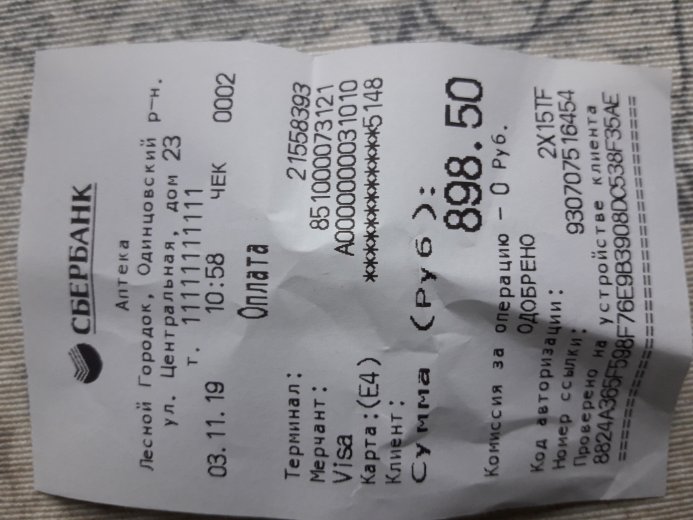 СБЕРБАНК
Аптека
Лесной Городок, Одинцовский р-н.
ул. Центральная, дом 23
т. 11111111111
03.11.19 10:58 ЧЕК 0002
Оплата
Терминал: 21558393
Мерчант: 851000073121
Visa A0000000031010
Карта:(E4) ************5148
Клиент:
Сумма (Руб):
898.50
Комиссия за операцию - 0 Руб.
ОДОБРЕНО
Код авторизации: 2X15TF
Номер ссылки: 930707516454
Проверено на устройстве клиента
8824A365F598F76E9B3908DC538F35AE
================================